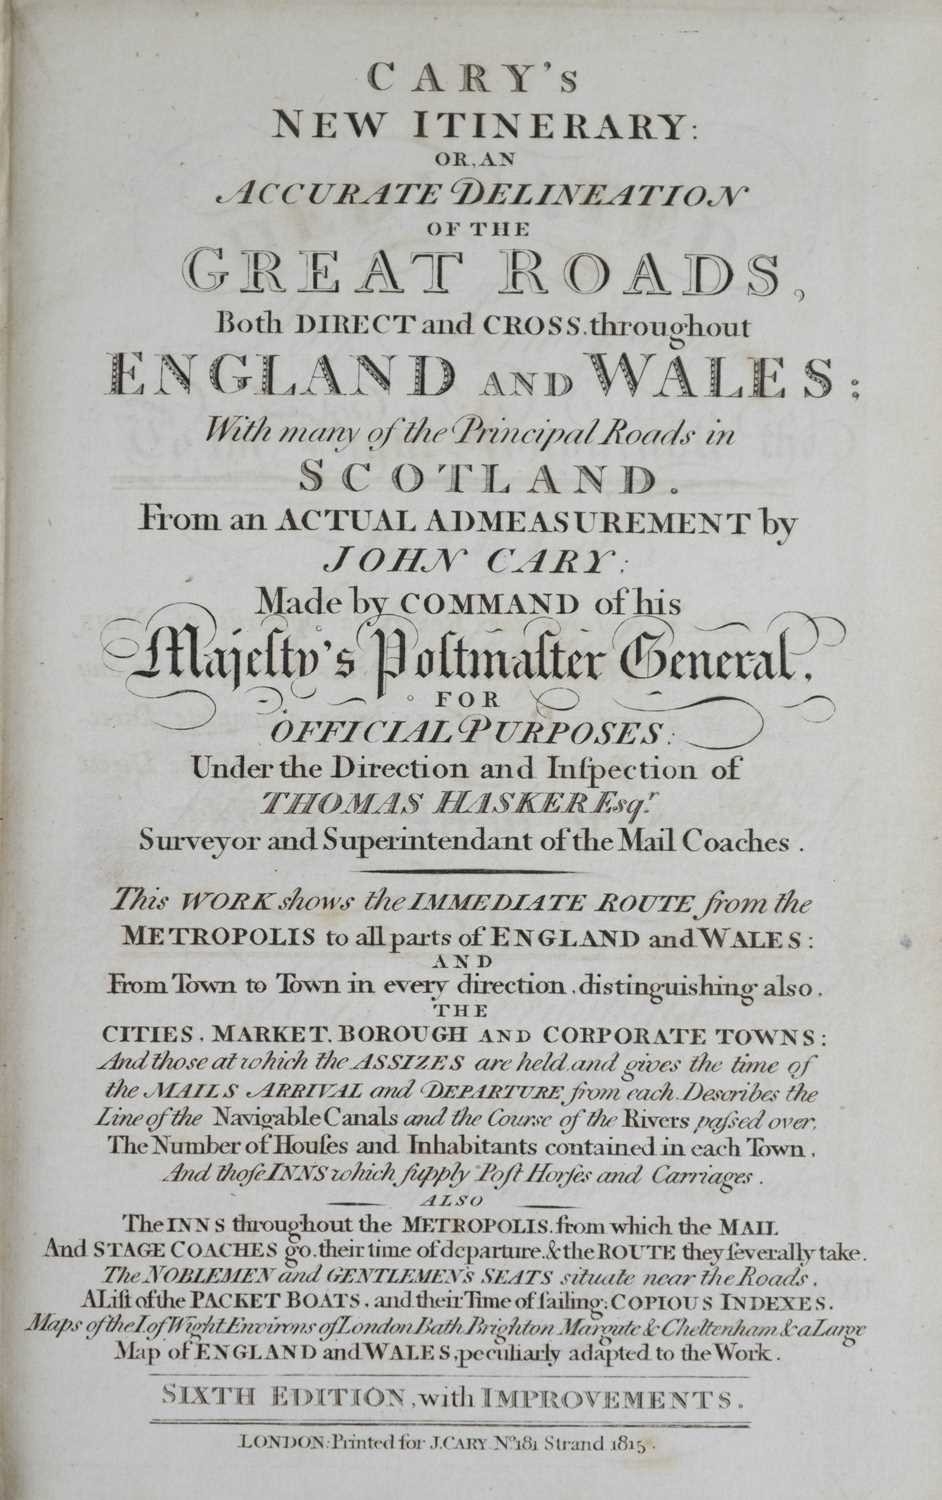 CARY's
NEW ITINERARY:
OR, AN
ACCURATE DELINEATION
OF THE
GREAT ROADS,
Both DIRECT and CROSS, throughout
ENGLAND AND WALES:
With many of the Principal Roads in
SCOTLAND.
From an ACTUAL ADMEASUREMENT by
JOHN CARY;
Made by COMMAND of his
Majeſty's Poſtmaſter General,
FOR
OFFICIAL PURPOSES:
Under the Direction and Inſpection of
THOMAS HASKER Esqr.
Surveyor and Superintendant of the Mail Coaches.
This WORK shows the IMMEDIATE ROUTE from the
METROPOLIS to all parts of ENGLAND and WALES:
AND
From Town to Town in every direction, distinguishing also,
THE
CITIES, MARKET, BOROUGH AND CORPORATE TOWNS:
And those at which the ASSIZES are held, and gives the time of
the MAILS ARRIVAL and DEPARTURE from each. Describes the
Line of the Navigable Canals and the Course of the Rivers paſsed over,
The Number of Houſes and Inhabitants contained in each Town,
And thoſe INNS which ſupply Poſt Horſes and Carriages.
ALSO
The INNS throughout the METROPOLIS, from which the MAIL
And STAGE COACHES go, their time of departure, & the ROUTE they ſeverally take.
The NOBLEMEN and GENTLEMEN's SEATS situate near the Roads,
A Liſt of the PACKET BOATS, and their Time of ſailing; COPIOUS INDEXES,
Maps of the I. of Wight Environs of London Bath Brighton Margate & Cheltenham & a Large
Map of ENGLAND and WALES, peculiarly adapted to the Work.
SIXTH EDITION, with IMPROVEMENTS.
LONDON: Printed for J. CARY No. 181 Strand 1815.